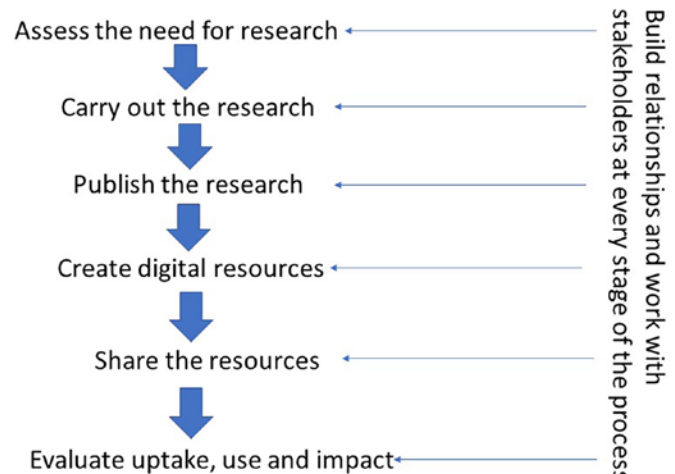 Assess the need for research
Carry out the research
Publish the research
Create digital resources
Share the resources
Evaluate uptake, use and impact
Build relationships and work with
stakeholders at every stage of the process